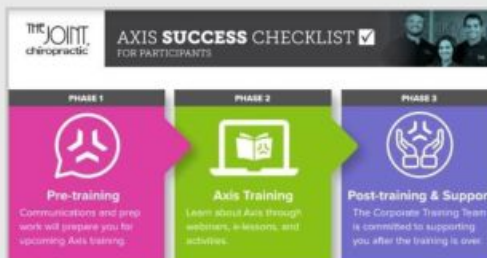 THE JOINT
chiropractic
AXIS SUCCESS CHECKLIST
FOR PARTICIPANTS
PHASE 1
Pre-training
Communications and prep
work will prepare you for
upcoming Axis training.
PHASE 2
Axis Training
Learn about Axis through
webinars, e-lessons, and
activities.
PHASE 3
Post-training & Suppor
The Corporate Training Team
is committed to supporting
you after the training is over.